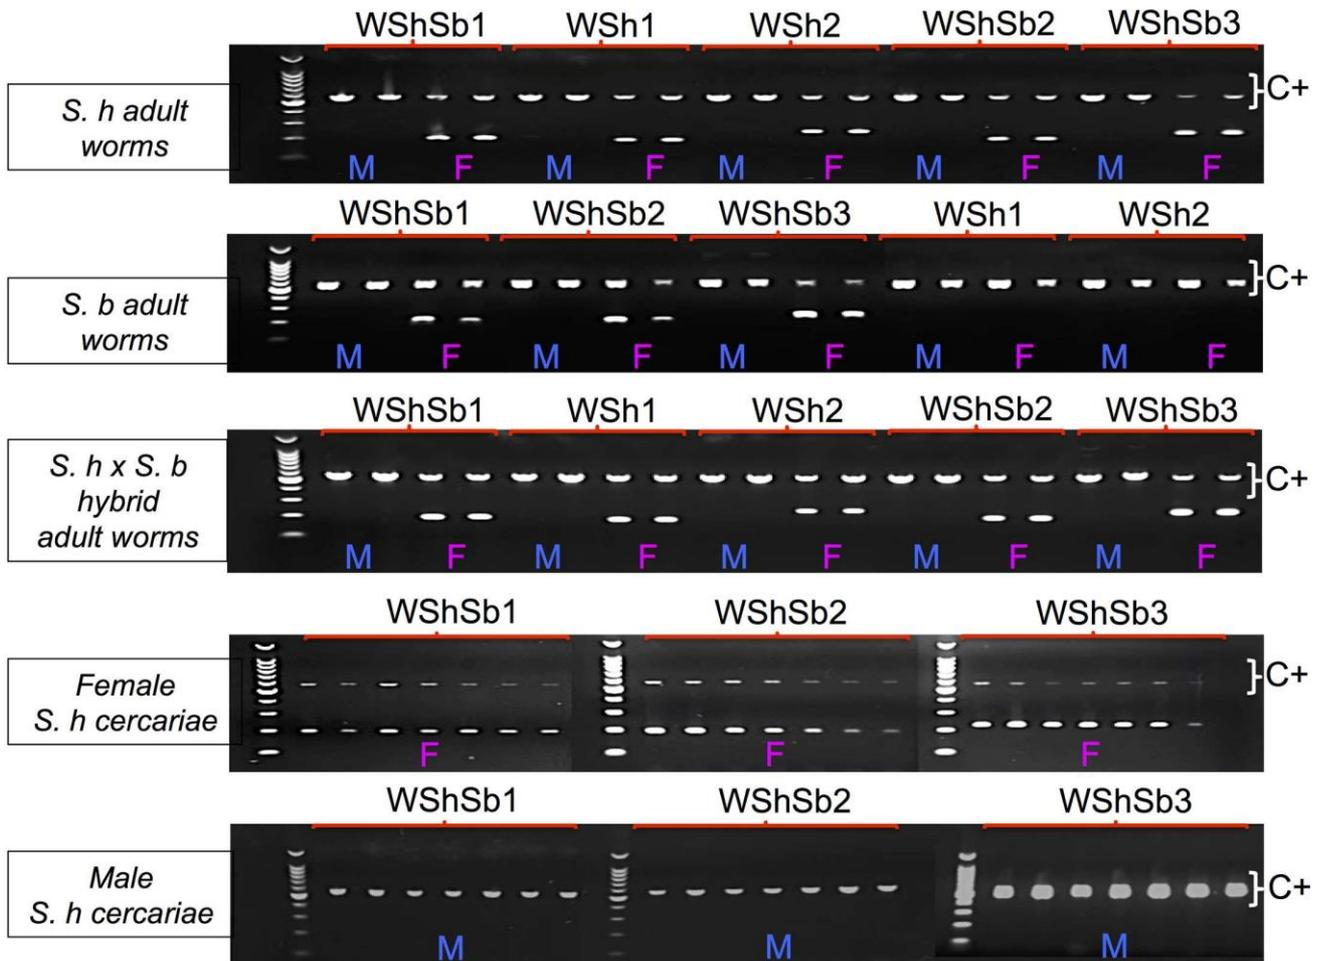 WShSb1 WSh1 WSh2 WShSb2 WShSb3
S. h adult
worms
C+
M F M F M F M F M F
WShSb1 WShSb2 WShSb3 WSh1 WSh2
S. b adult
worms
C+
M F M F M F M F M F
WShSb1 WSh1 WSh2 WShSb2 WShSb3
S. h x S. b
hybrid
adult worms
C+
M F M F M F M F M F
WShSb1 WShSb2 WShSb3
Female
S. h cercariae
C+
F F F
WShSb1 WShSb2 WShSb3
Male
S. h cercariae
C+
M M M